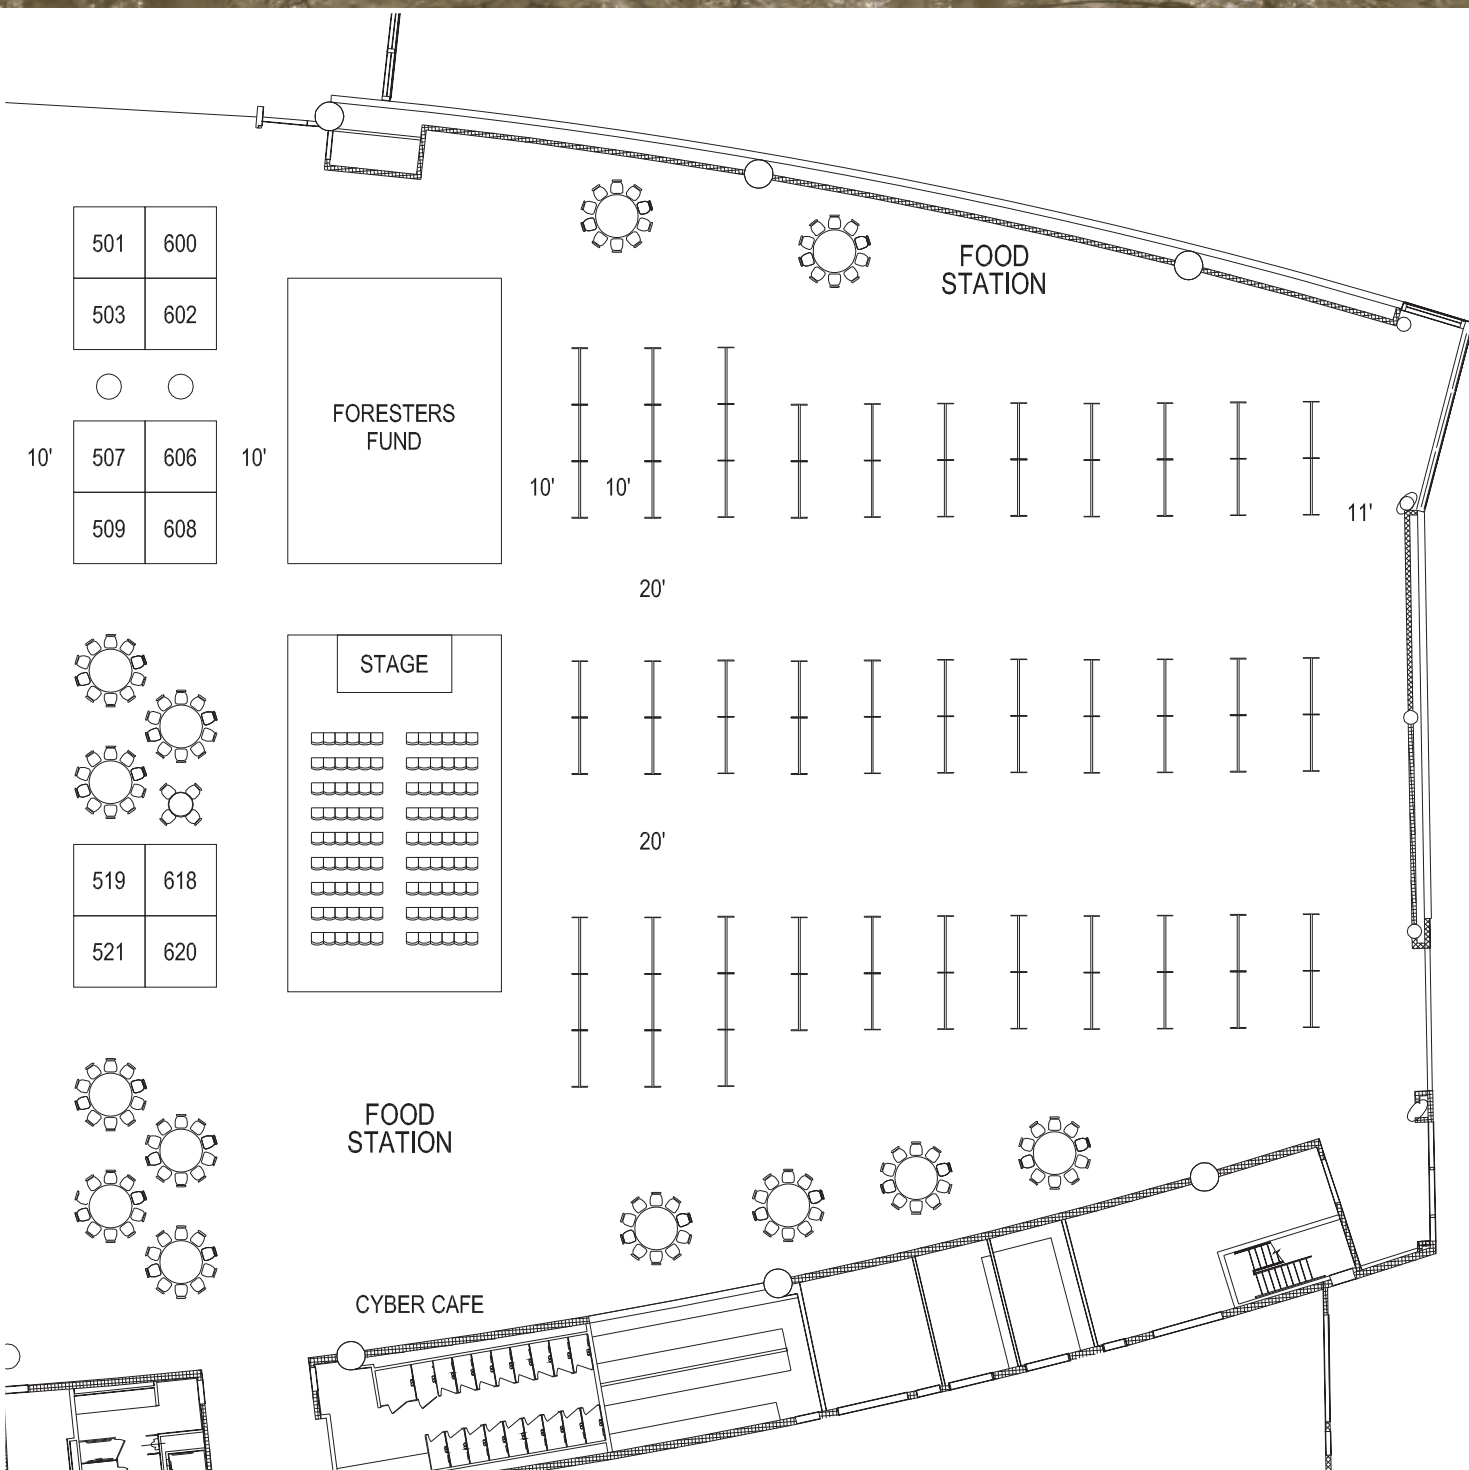 501 600
FOOD
STATION
503 602
FORESTERS
FUND
10' 507 606 10'
10' 10'
11'
509 608
20'
STAGE
20'
519 618
521 620
FOOD
STATION
CYBER CAFE